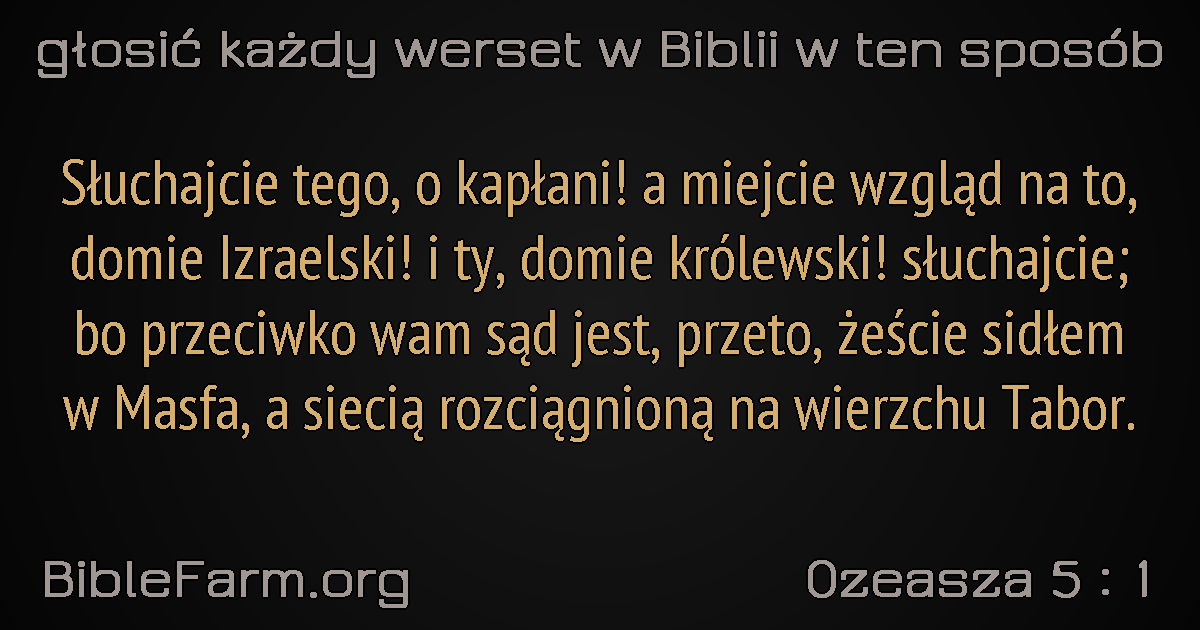 głosić każdy werset w Biblii w ten sposób
Słuchajcie tego, o kapłani! a miejcie wzgląd na to,
domie Izraelski! i ty, domie królewski! słuchajcie;
bo przeciwko wam sąd jest, przeto, żeście sidłem
w Masfa, a siecią rozciągnioną na wierzchu Tabor.
BibleFarm.org
Ozeasza 5 : 1